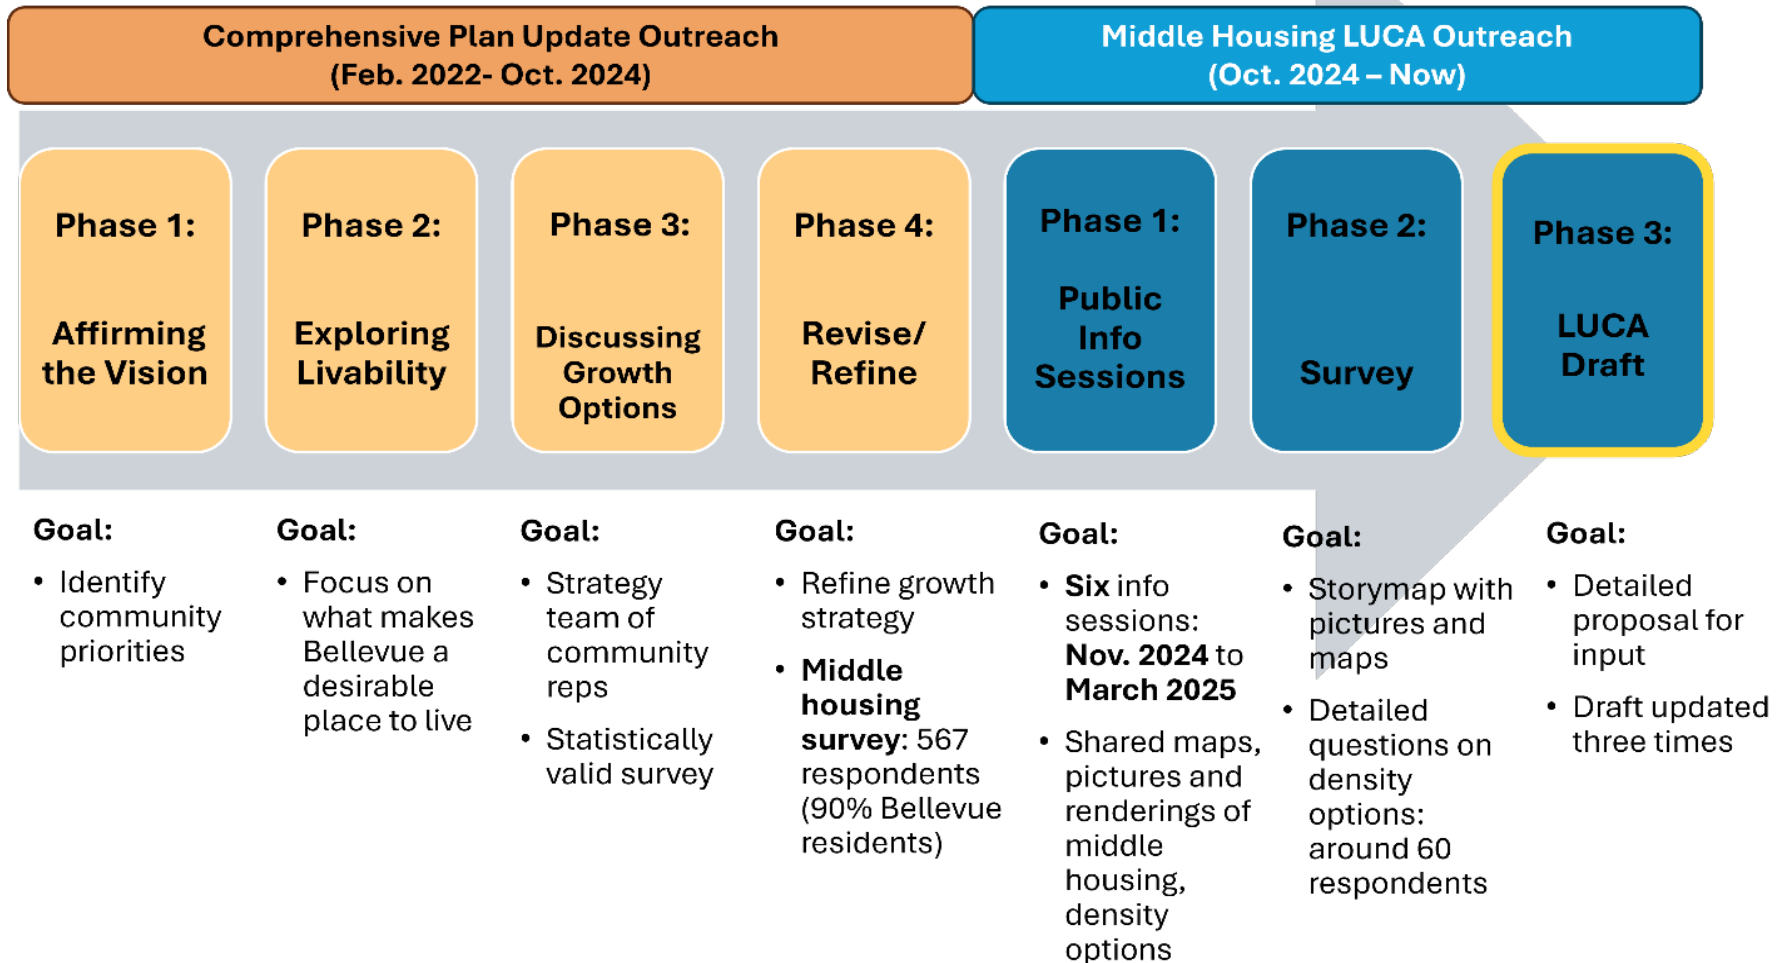 Comprehensive Plan Update Outreach
(Feb. 2022- Oct. 2024)
Middle Housing LUCA Outreach
(Oct. 2024 – Now)
Phase 1:
Affirming
the Vision
Phase 2:
Exploring
Livability
Phase 3:
Discussing
Growth
Options
Phase 4:
Revise/
Refine
Phase 1:
Public
Info
Sessions
Phase 2:
Survey
Phase 3:
LUCA
Draft
Goal:
• Identify
community
priorities
Goal:
• Focus on
what makes
Bellevue a
desirable
place to live
Goal:
• Strategy
team of
community
reps
• Statistically
valid survey
Goal:
• Refine growth
strategy
• Middle
housing
survey: 567
respondents
(90% Bellevue
residents)
Goal:
• Six info
sessions:
Nov. 2024 to
March 2025
• Shared maps,
pictures and
renderings of
middle
housing,
density
options
Goal:
• Storymap with
pictures and
maps
• Detailed
questions on
density
options:
around 60
respondents
Goal:
• Detailed
proposal for
input
• Draft updated
three times